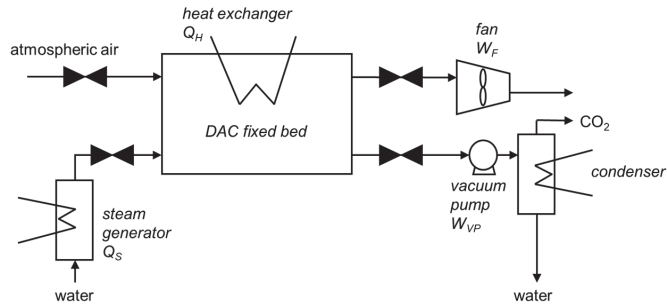 heat exchanger
Q_H
atmospheric air
fan
W_F
DAC fixed bed
CO₂
condenser
vacuum
pump
W_VP
steam
generator
Q_S
water
water